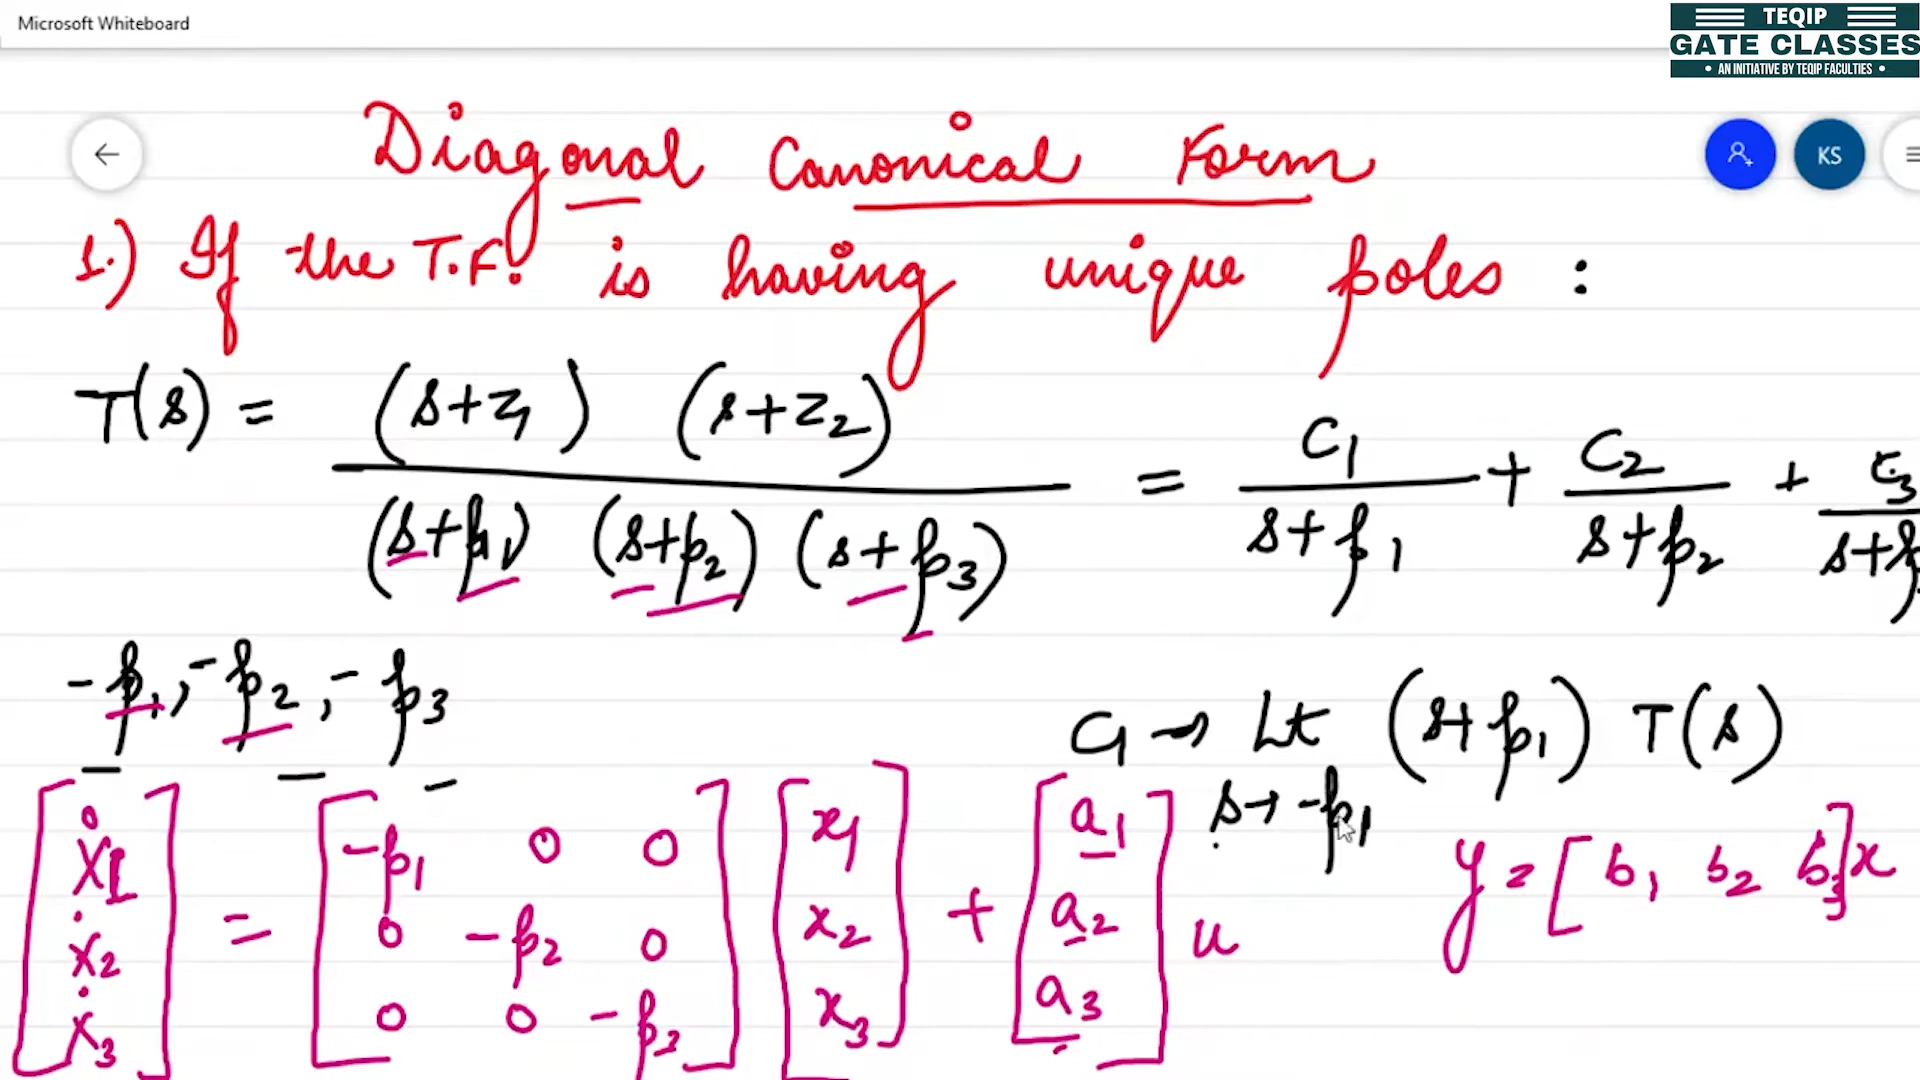 Microsoft Whiteboard
TEQIP
GATE CLASSES
• AN INITIATIVE BY TEQIP FACULTIES •
KS
Diagonal Canonical Form
1.) If the T.F. is having unique poles :
T(s) = (s+z1) (s+z2) / (s+p1) (s+p2) (s+p3) = C1 / s+p1 + C2 / s+p2 + C3 / s+p
-p1, -p2, -p3
C1 → Lt (s+p1) T(s)
s→ -p1
[ẋ1 ẋ2 ẋ3] = [-p1 0 0 0 -p2 0 0 0 -p3] [x1 x2 x3] + [a1 a2 a3] u
y = [b1 b2 b3] x